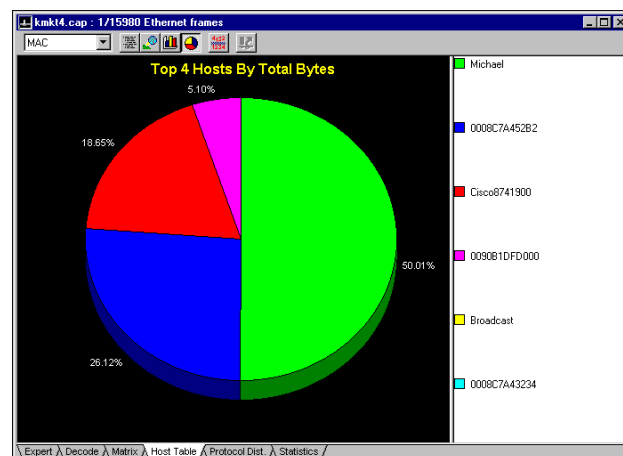 kmkt4.cap : 1/15980 Ethernet frames
MAC
Top 4 Hosts By Total Bytes
5.10%
18.65%
50.01%
26.12%
Michael
0008C7A452B2
Cisco8741900
0090B1DFD000
Broadcast
0008C7A43234
Expert Decode Matrix Host Table Protocol Dist. Statistics